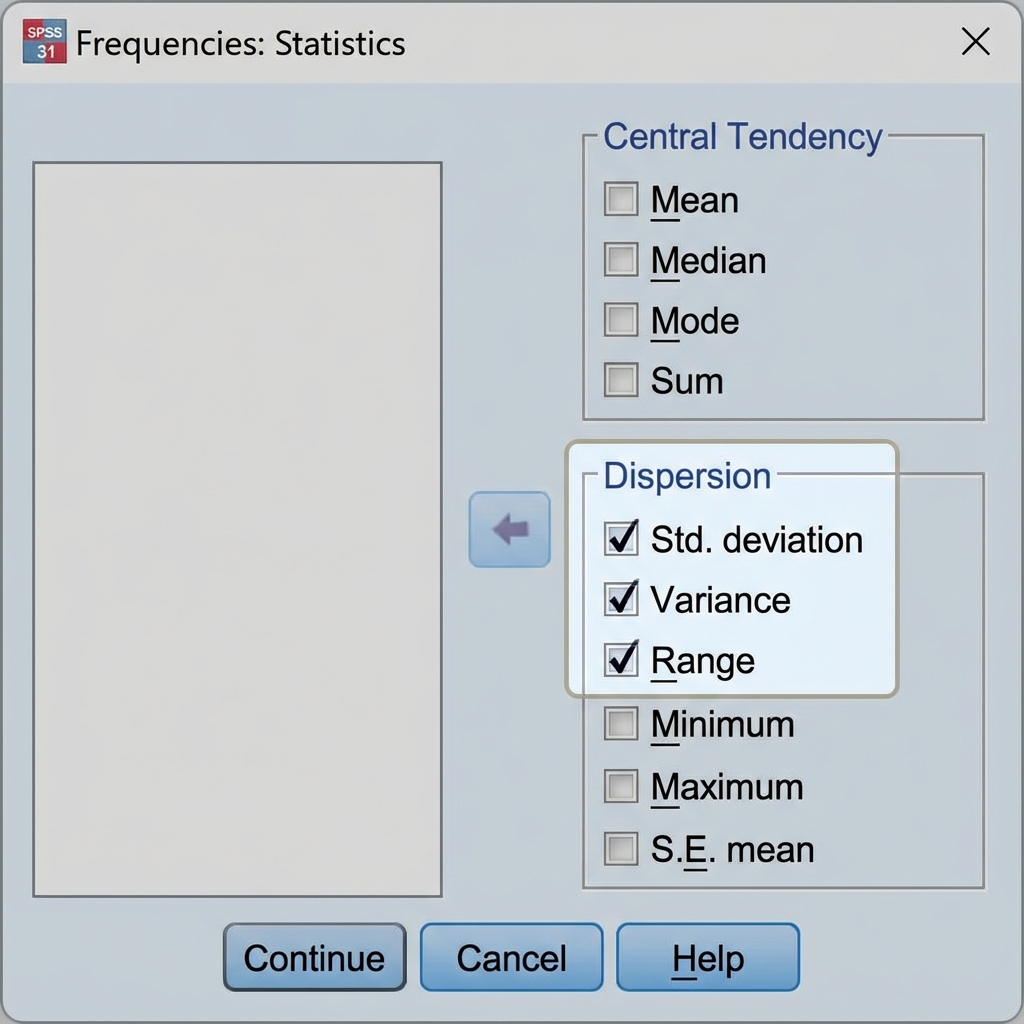 SPSS
31
Frequencies: Statistics
Central Tendency
Mean
Median
Mode
Sum
Dispersion
Std. deviation
Variance
Range
Minimum
Maximum
S.E. mean
Continue
Cancel
Help